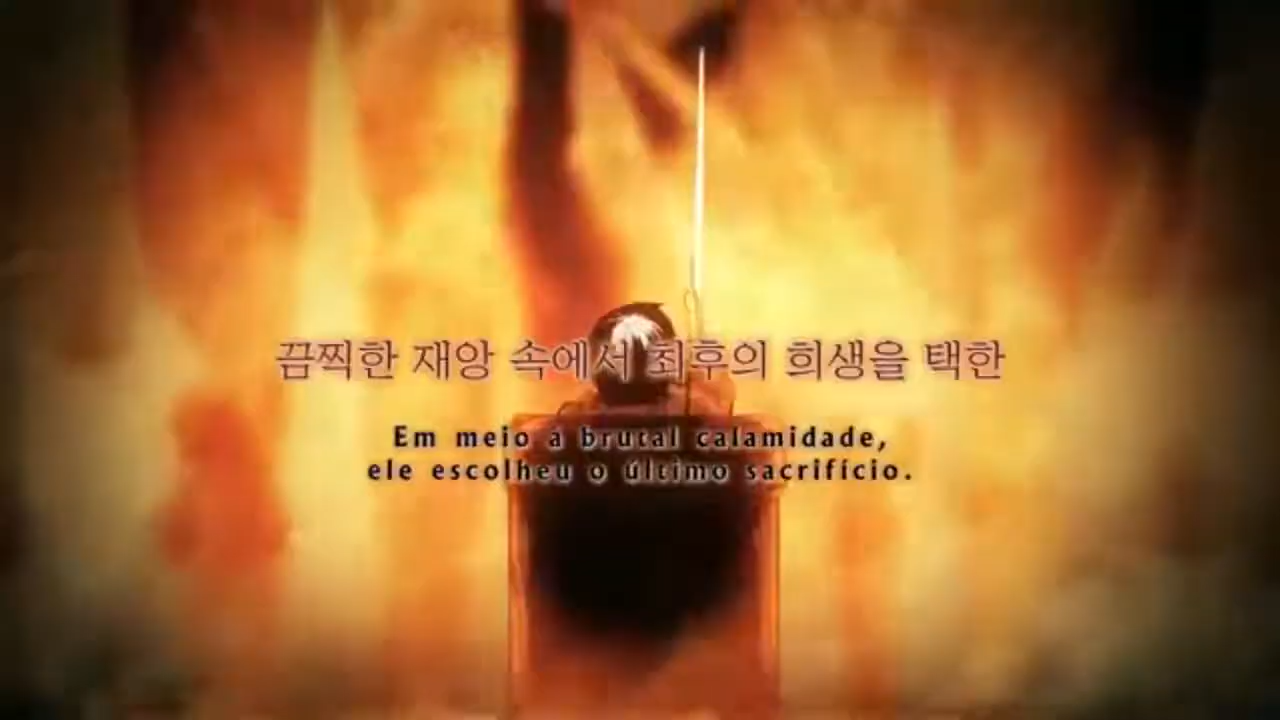 끔찍한 재앙 속에서 최후의 희생을 택한
Em meio á brutal calamidade,
ele escolheu o último sacrifício.